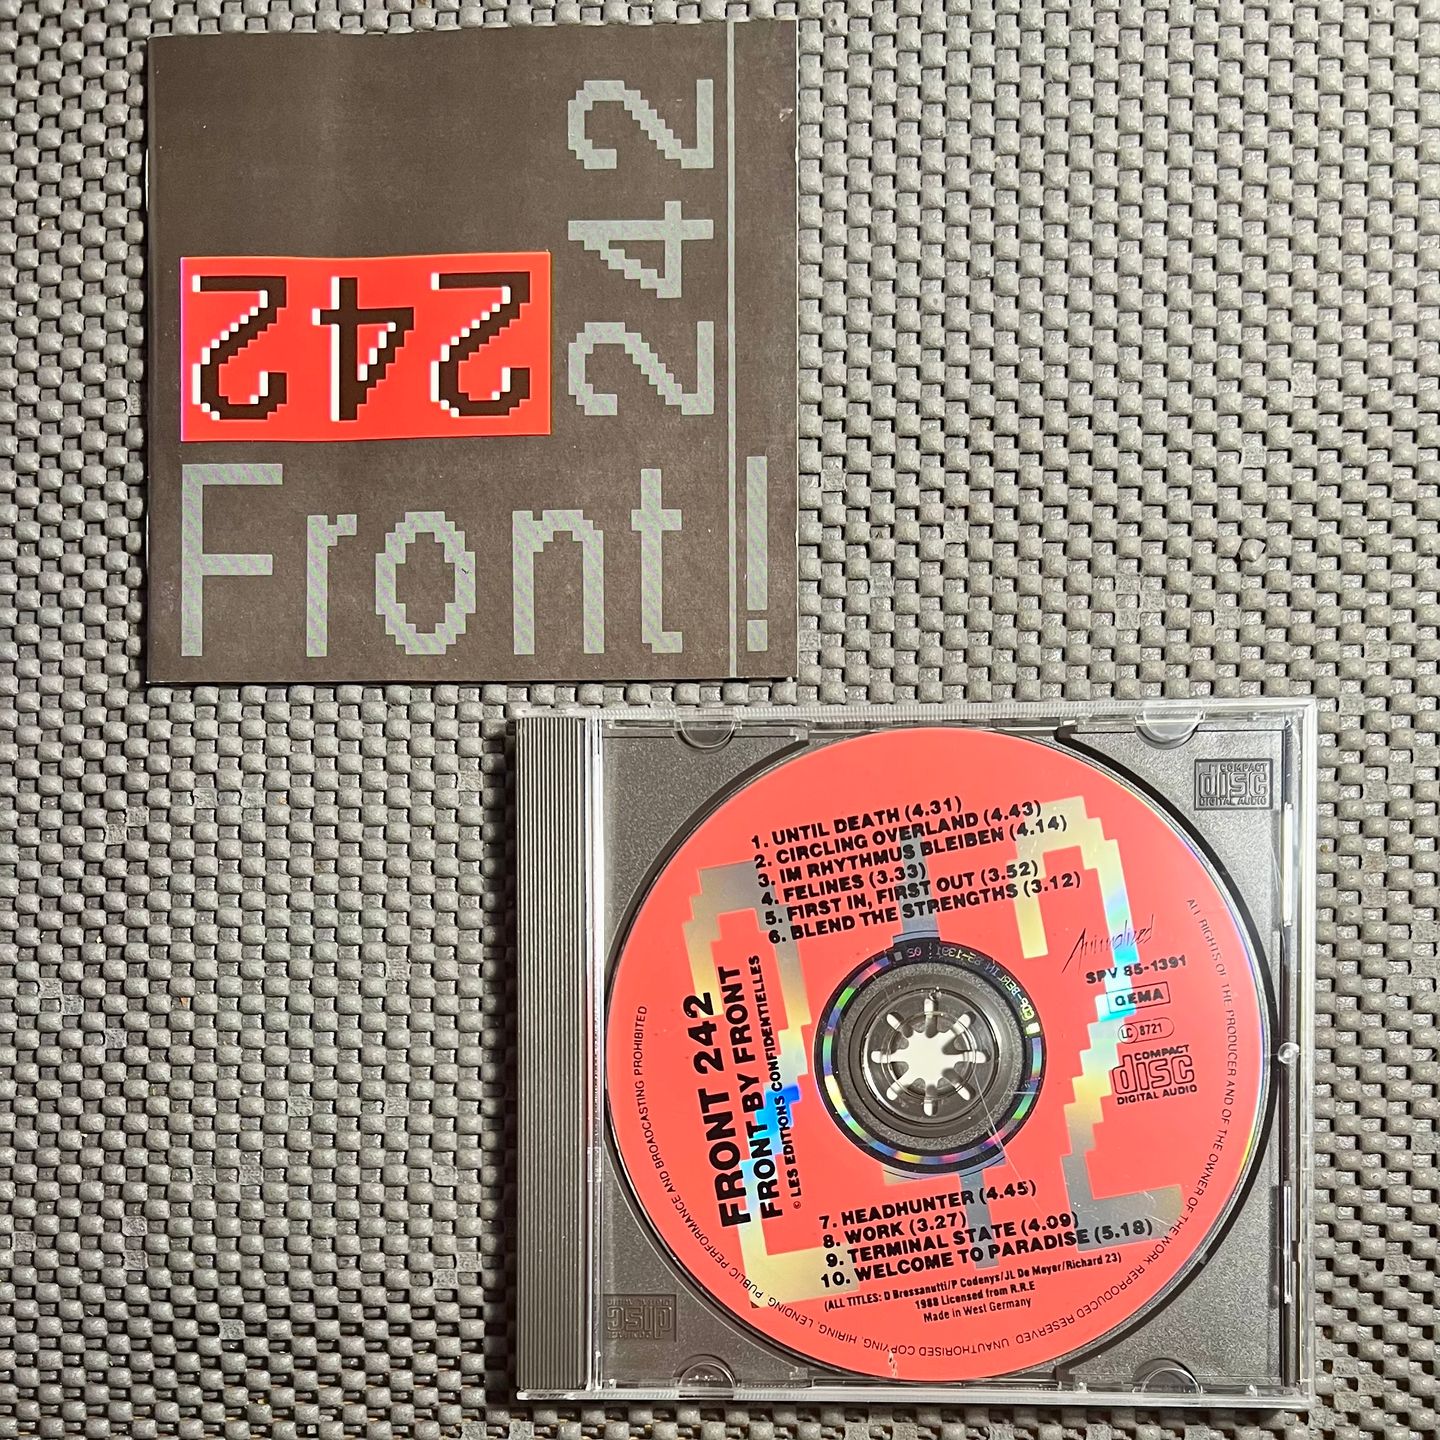 242
242
Front!
COMPACT
disc
DIGITAL AUDIO
1. UNTIL DEATH (4.31)
2. CIRCLING OVERLAND (4.43)
3. IM RHYTHMUS BLEIBEN (4.14)
4. FELINES (3.33)
5. FIRST IN, FIRST OUT (3.52)
6. BLEND THE STRENGTHS (3.12)
Animalized
SPV 85-1391
GEMA
LC 8721
COMPACT
disc
DIGITAL AUDIO
FRONT 242
FRONT BY FRONT
© LES EDITIONS CONFIDENTIELLES
7. HEADHUNTER (4.45)
8. WORK (3.27)
9. TERMINAL STATE (4.09)
10. WELCOME TO PARADISE (5.18)
(ALL TITLES: D Bressanutti/P Codenys/JL De Meyer/Richard 23)
1988 Licensed from R.R.E
Made in West Germany
ALL RIGHTS OF THE PRODUCER AND OF THE OWNER OF THE WORK REPRODUCED RESERVED. UNAUTHORISED COPYING, HIRING, LENDING, PUBLIC PERFORMANCE AND BROADCASTING PROHIBITED
disc